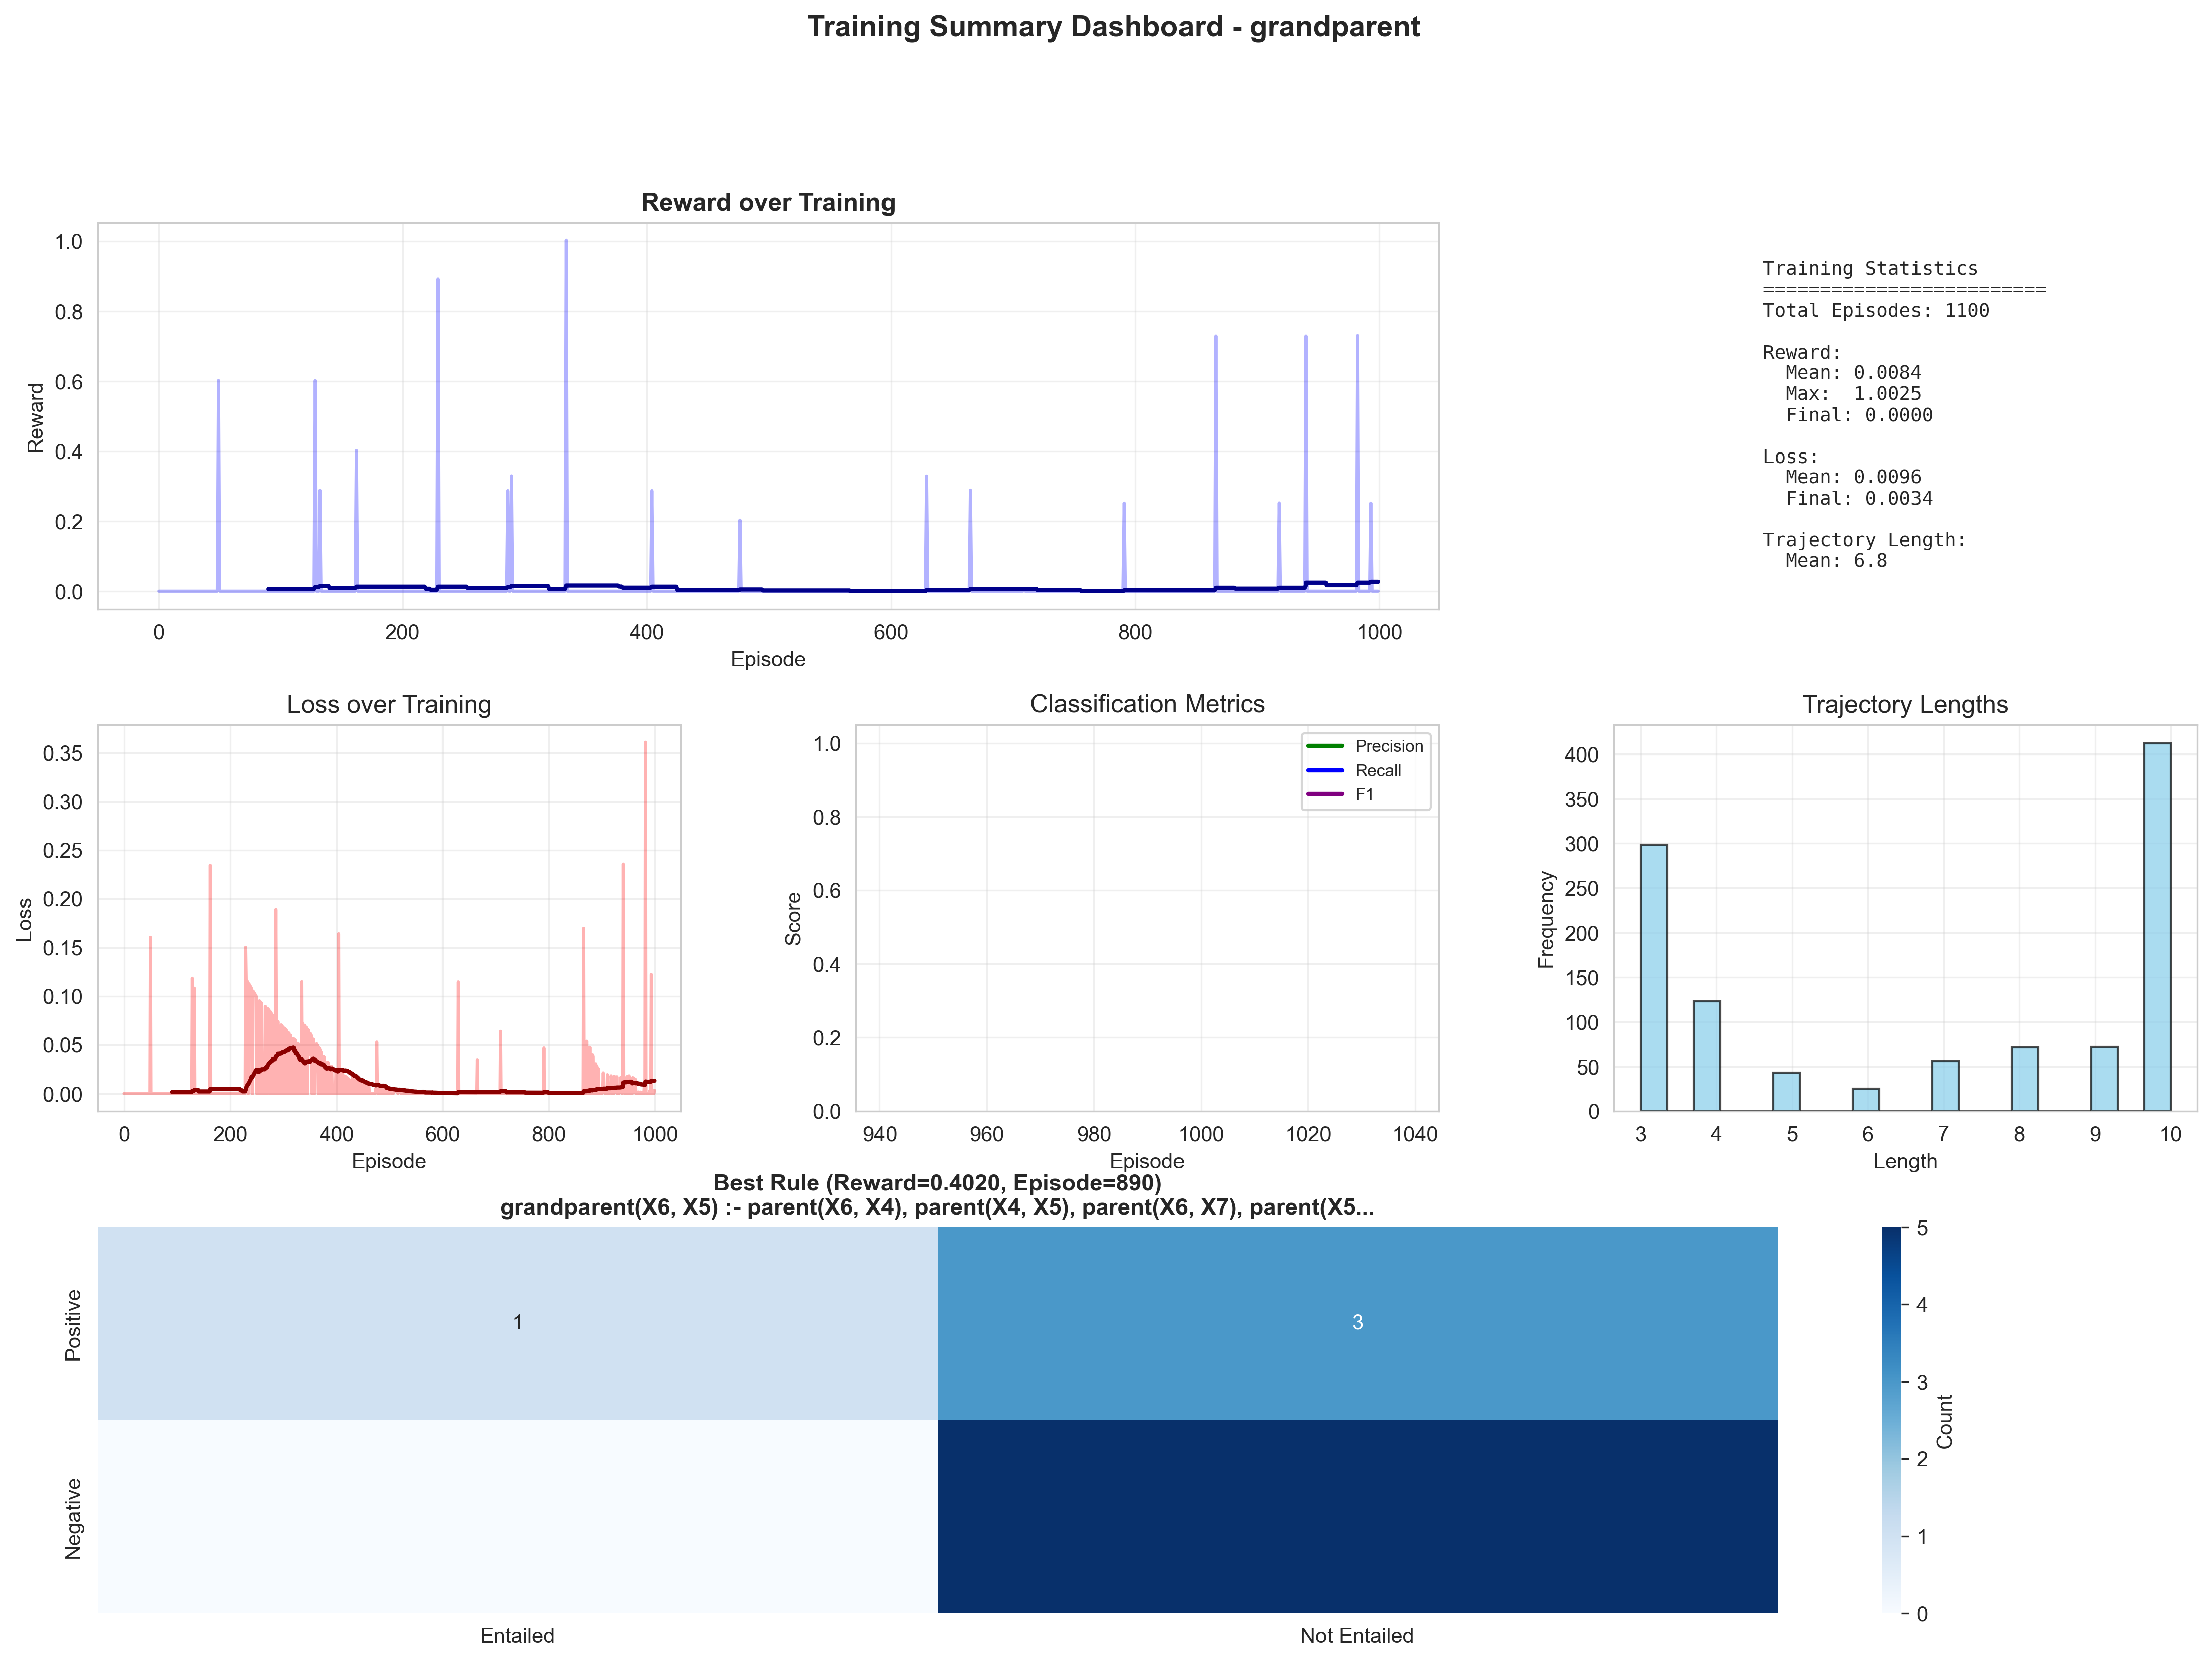 Training Summary Dashboard - grandparent
Reward over Training
1.0
0.8
0.6
0.4
0.2
0.0
Reward
0 200 400 600 800 1000
Episode
Training Statistics
=========================
Total Episodes: 1100
Reward:
Mean: 0.0084
Max: 1.0025
Final: 0.0000
Loss:
Mean: 0.0096
Final: 0.0034
Trajectory Length:
Mean: 6.8
Loss over Training
0.35
0.30
0.25
0.20
0.15
0.10
0.05
0.00
Loss
0 200 400 600 800 1000
Episode
Classification Metrics
1.0
0.8
0.6
0.4
0.2
0.0
Score
Precision
Recall
F1
940 960 980 1000 1020 1040
Episode
Trajectory Lengths
400
350
300
250
200
150
100
50
0
Frequency
3 4 5 6 7 8 9 10
Length
Best Rule (Reward=0.4020, Episode=890)
grandparent(X6, X5) :- parent(X6, X4), parent(X4, X5), parent(X6, X7), parent(X5...
Positive
Negative
1
3
Entailed
Not Entailed
5
4
3
2
1
0
Count